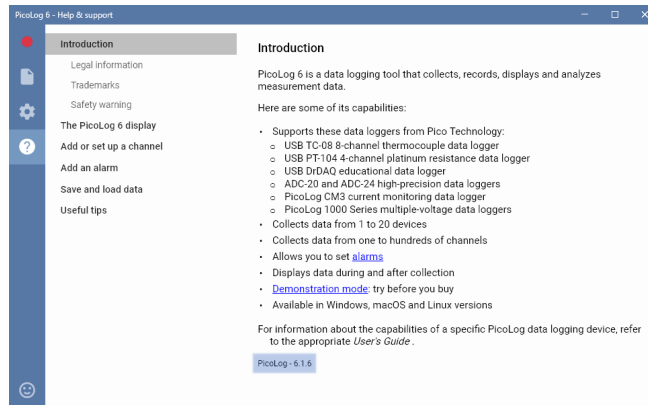 PicoLog 6 - Help & support
Introduction
Legal information
Trademarks
Safety warning
The PicoLog 6 display
Add or set up a channel
Add an alarm
Save and load data
Useful tips
Introduction
PicoLog 6 is a data logging tool that collects, records, displays and analyzes
measurement data.
Here are some of its capabilities:
• Supports these data loggers from Pico Technology:
o USB TC-08 8-channel thermocouple data logger
o USB PT-104 4-channel platinum resistance data logger
o USB DrDAQ educational data logger
o ADC-20 and ADC-24 high-precision data loggers
o PicoLog CM3 current monitoring data logger
o PicoLog 1000 Series multiple-voltage data loggers
• Collects data from 1 to 20 devices
• Collects data from one to hundreds of channels
• Allows you to set alarms
• Displays data during and after collection
• Demonstration mode: try before you buy
• Available in Windows, macOS and Linux versions
For information about the capabilities of a specific PicoLog data logging device, refer
to the appropriate User's Guide .
PicoLog - 6.1.6